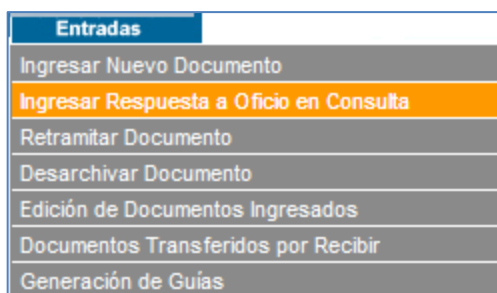 Entradas
Ingresar Nuevo Documento
Ingresar Respuesta a Oficio en Consulta
Retramitar Documento
Desarchivar Documento
Edición de Documentos Ingresados
Documentos Transferidos por Recibir
Generación de Guías